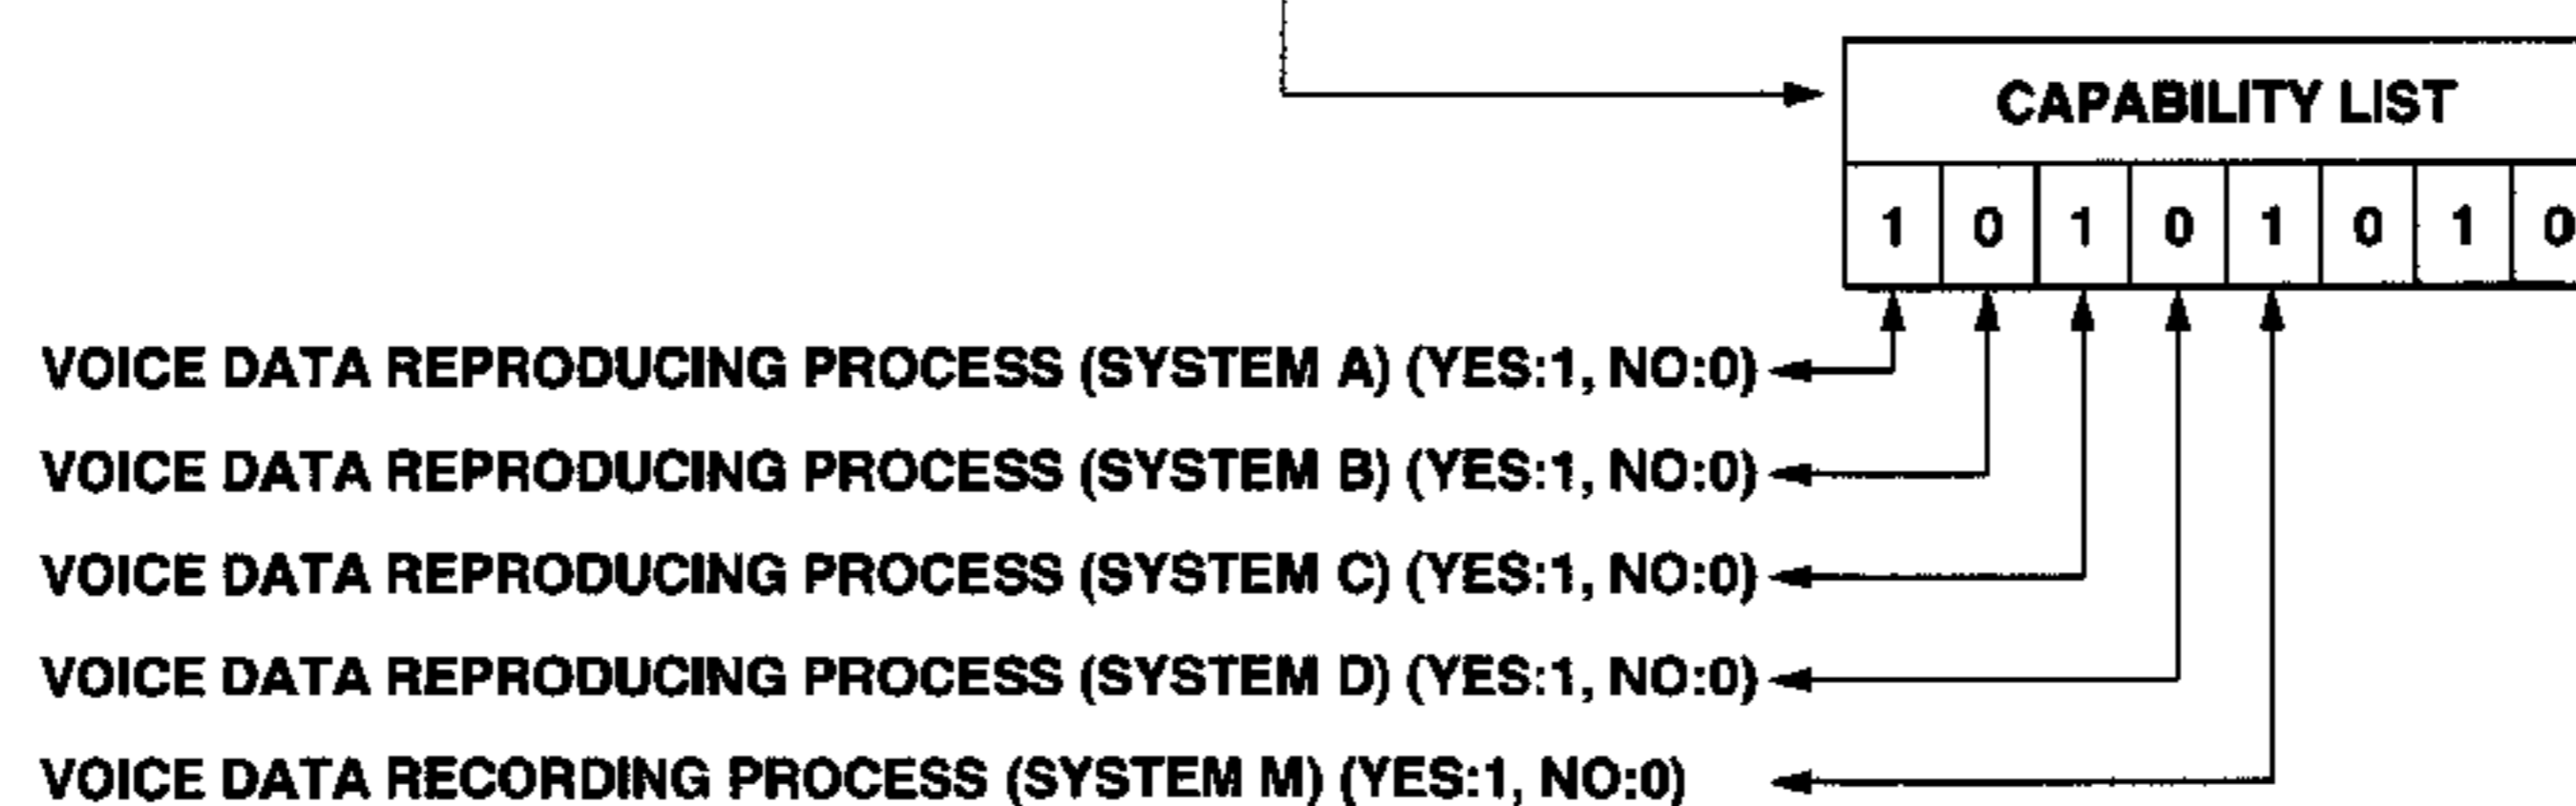 CAPABILITY LIST
1 0 1 0 1 0 1 0
VOICE DATA REPRODUCING PROCESS (SYSTEM A) (YES:1, NO:0)
VOICE DATA REPRODUCING PROCESS (SYSTEM B) (YES:1, NO:0)
VOICE DATA REPRODUCING PROCESS (SYSTEM C) (YES:1, NO:0)
VOICE DATA REPRODUCING PROCESS (SYSTEM D) (YES:1, NO:0)
VOICE DATA RECORDING PROCESS (SYSTEM M) (YES:1, NO:0)